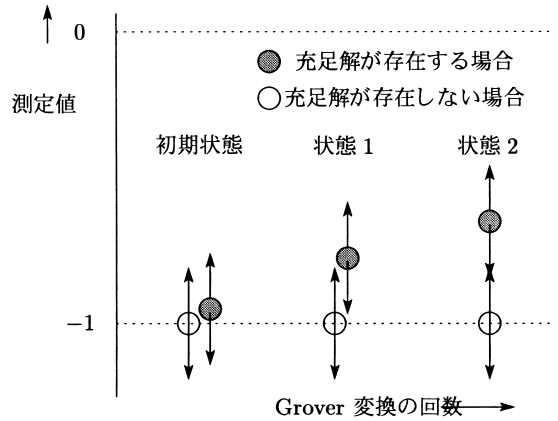 0
充足解が存在する場合
充足解が存在しない場合
測定値
初期状態 状態 1 状態 2
−1
Grover 変換の回数